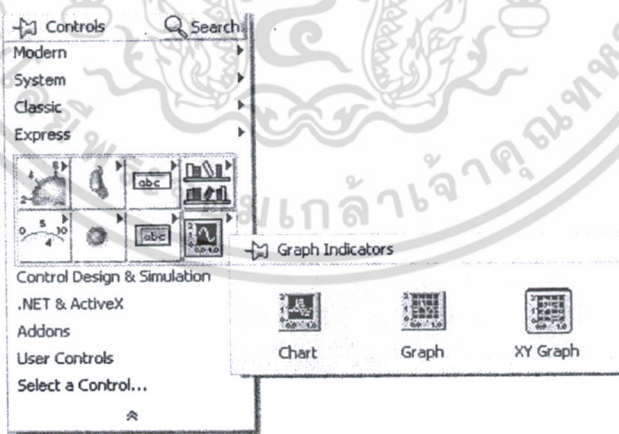 Controls Search
Modern
System
Classic
Express
abc
abc
Control Design & Simulation
.NET & ActiveX
Addons
User Controls
Select a Control...
Graph Indicators
Chart Graph XY Graph